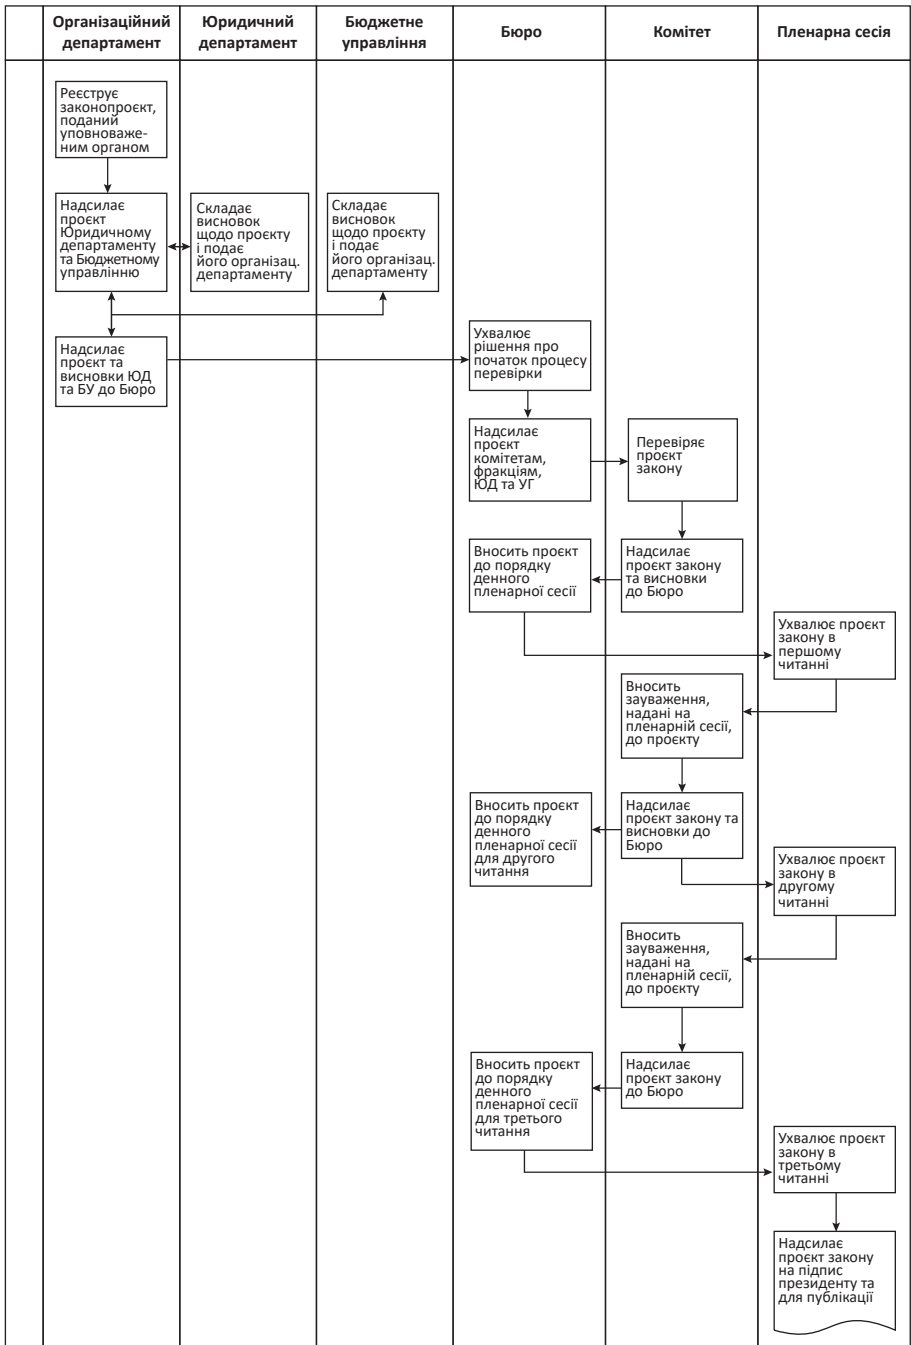 Організаційний
департамент
Юридичний
департамент
Бюджетне
управління
Бюро
Комітет
Пленарна сесія
Реєструє
законопроєкт,
поданий
уповноваже-
ним органом
Надсилає
проєкт
Юридичному
департаменту
та Бюджетному
управлінню
Складає
висновок
щодо проєкту
і подає
його організац.
департаменту
Складає
висновок
щодо проєкту
і подає
його організац.
департаменту
Надсилає
проєкт та
висновки ЮД
та БУ до Бюро
Ухвалює
рішення про
початок процесу
перевірки
Надсилає
проєкт
комітетам,
фракціям,
ЮД та УГ
Перевіряє
проєкт
закону
Вносить проєкт
до порядку
денного
пленарної сесії
Надсилає
проєкт закону
та висновки
до Бюро
Ухвалює проєкт
закону в
першому
читанні
Вносить
зауваження,
надані на
пленарній сесії,
до проєкту
Вносить проєкт
до порядку
денного
пленарної сесії
для другого
читання
Надсилає
проєкт закону та
висновки до
Бюро
Ухвалює проєкт
закону в
другому
читанні
Вносить
зауваження,
надані на
пленарній сесії,
до проєкту
Вносить проєкт
до порядку
денного
пленарної сесії
для третього
читання
Надсилає
проєкт закону
до Бюро
Ухвалює проєкт
закону в
третьому
читанні
Надсилає
проєкт закону
на підпис
президенту та
для публікації